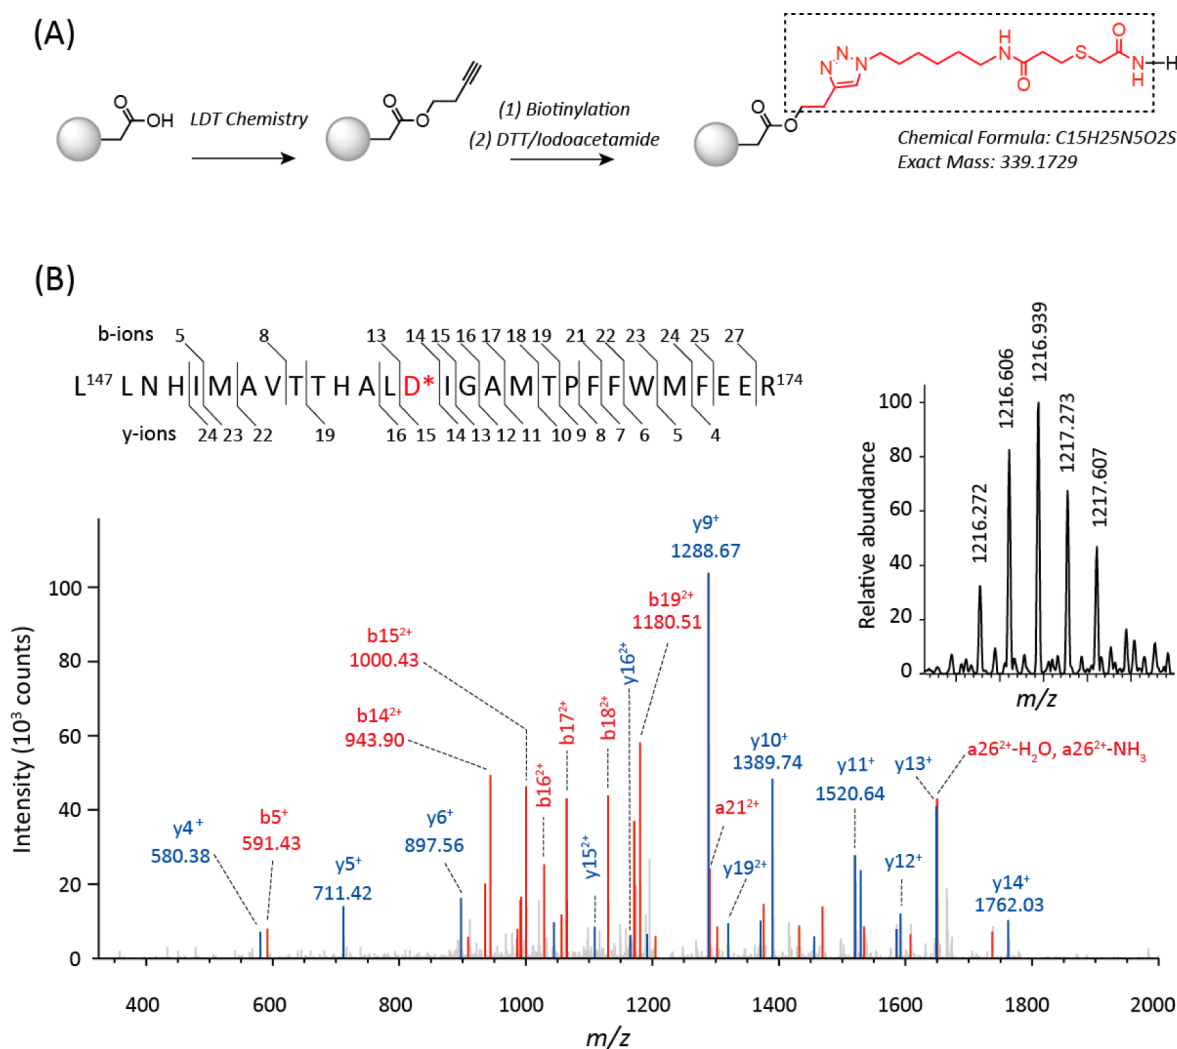 (A)
OH
LDT Chemistry
O
O
O
(1) Biotinylation
(2) DTT/Iodoacetamide
O
O
N
N
N
H
N
O
S
O
N
H
H
Chemical Formula: C15H25N5O2S
Exact Mass: 339.1729
(B)
b-ions 5 8 13 14 15 16 17 18 19 21 22 23 24 25 27
L147 L N H I M A V T T H A L D* I G A M T P F F W M F E E R174
y-ions 24 23 22 19 16 15 14 13 12 11 10 9 8 7 6 5 4
Relative abundance
100
80
60
40
20
0
1216.272
1216.606
1216.939
1217.273
1217.607
m/z
Intensity (10³ counts)
100
80
60
40
20
0
y4+
580.38
b5+
591.43
y5+
711.42
y6+
897.56
b14²⁺
943.90
b15²⁺
1000.43
b16²⁺
b17²⁺
y15²⁺
b18²⁺
y16²⁺
b19²⁺
1180.51
y9+
1288.67
a21²⁺
y19²⁺
y10+
1389.74
y11+
1520.64
y12+
y13+
a26²⁺-H₂O, a26²⁺-NH₃
y14+
1762.03
400 600 800 1000 1200 1400 1600 1800 2000
m/z